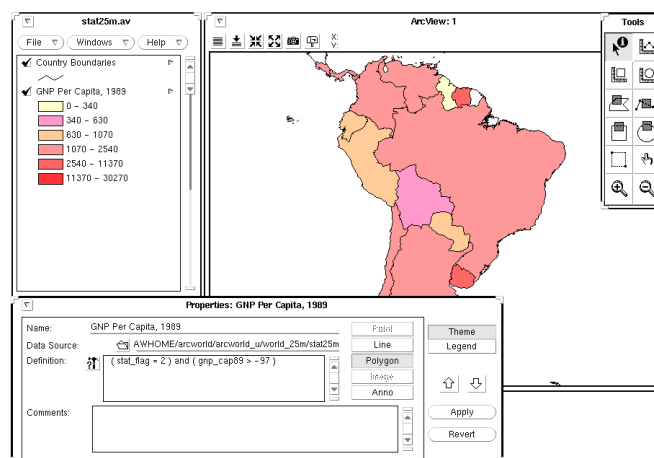 stat25m.av
File
Windows
Help
Country Boundaries
GNP Per Capita, 1989
0 - 340
340 - 630
630 - 1070
1070 - 2540
2540 - 11370
11370 - 30270
ArcView: 1
X:
Y:
Tools
Properties: GNP Per Capita, 1989
Name: GNP Per Capita, 1989
Data Source: AWHOME/arcworld/arcworld_u/world_25m/stat25m
Definition: ( stat_flag = 2 ) and ( gnp_cap89 > -97 )
Comments:
Point
Line
Polygon
Image
Anno
Theme
Legend
Apply
Revert